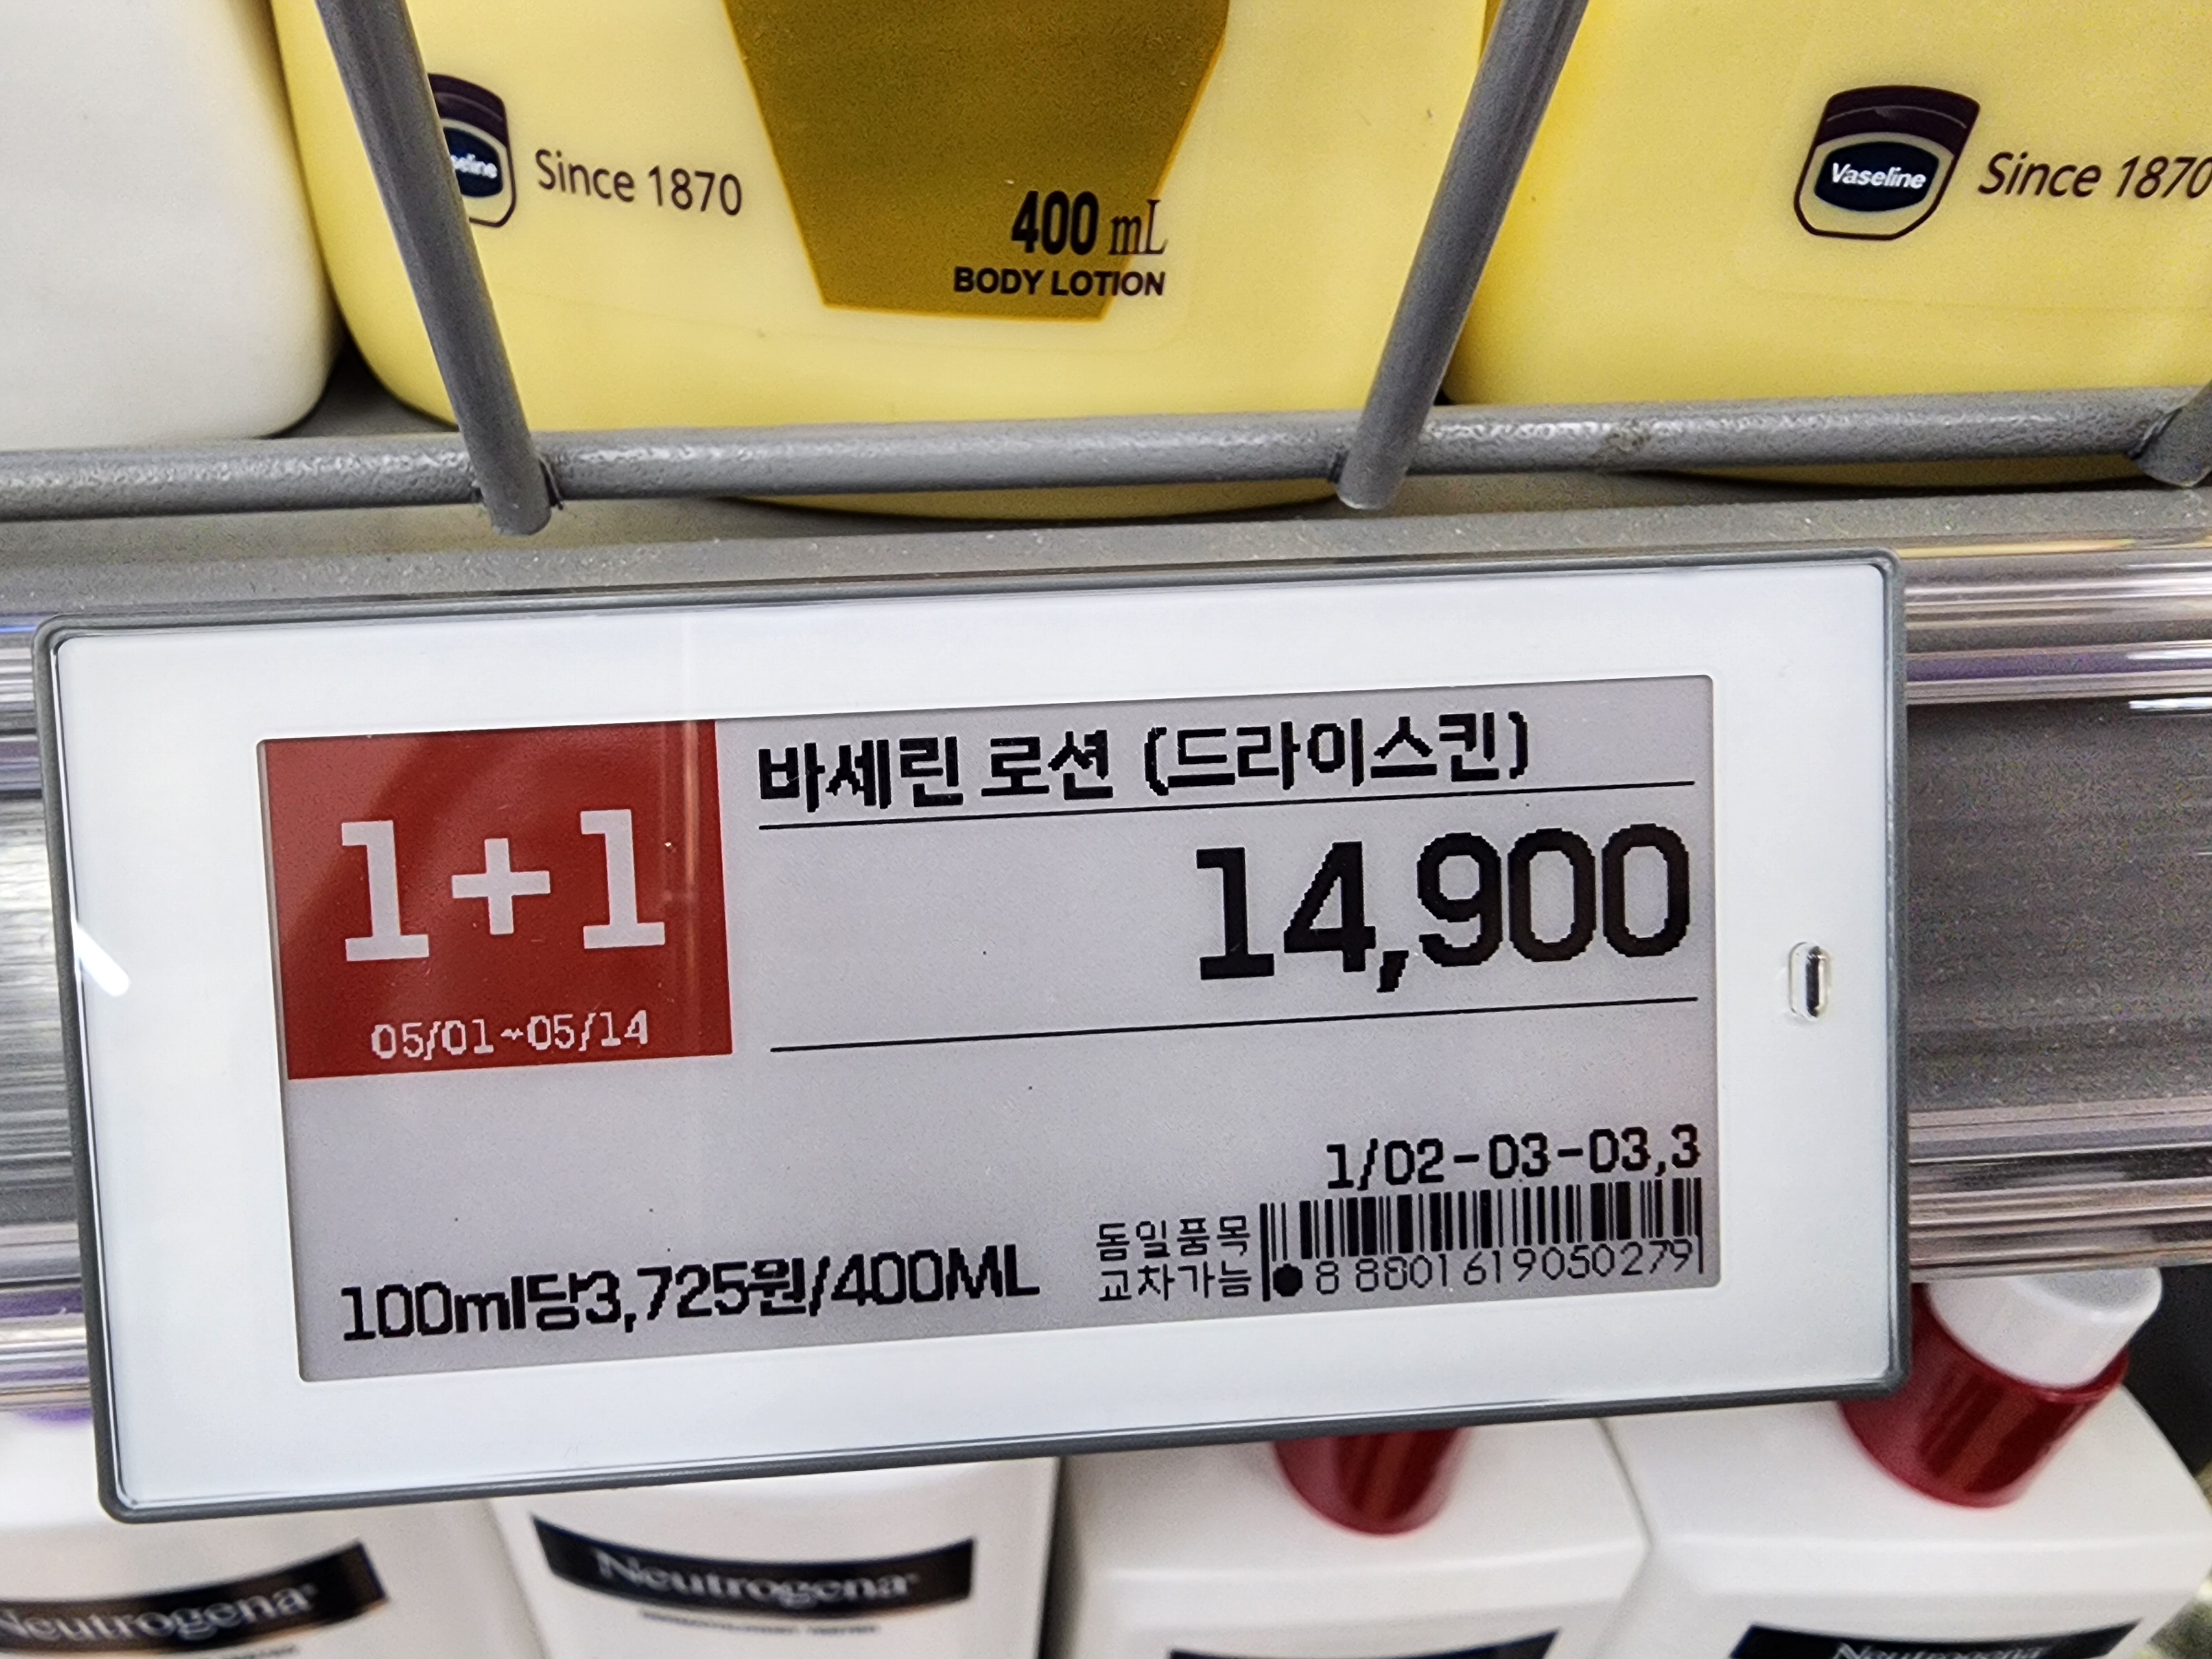 Since 1870
400 mL
BODY LOTION
Vaseline
Since 1870
바세린 로션 (드라이스킨)
1+1
14,900
05/01~05/14
1/02-03-03,3
동일품목
교차가능
8 801619050279
100ml당3,725원/400ML
Neutrogena
Neutrogena
Neutrogena